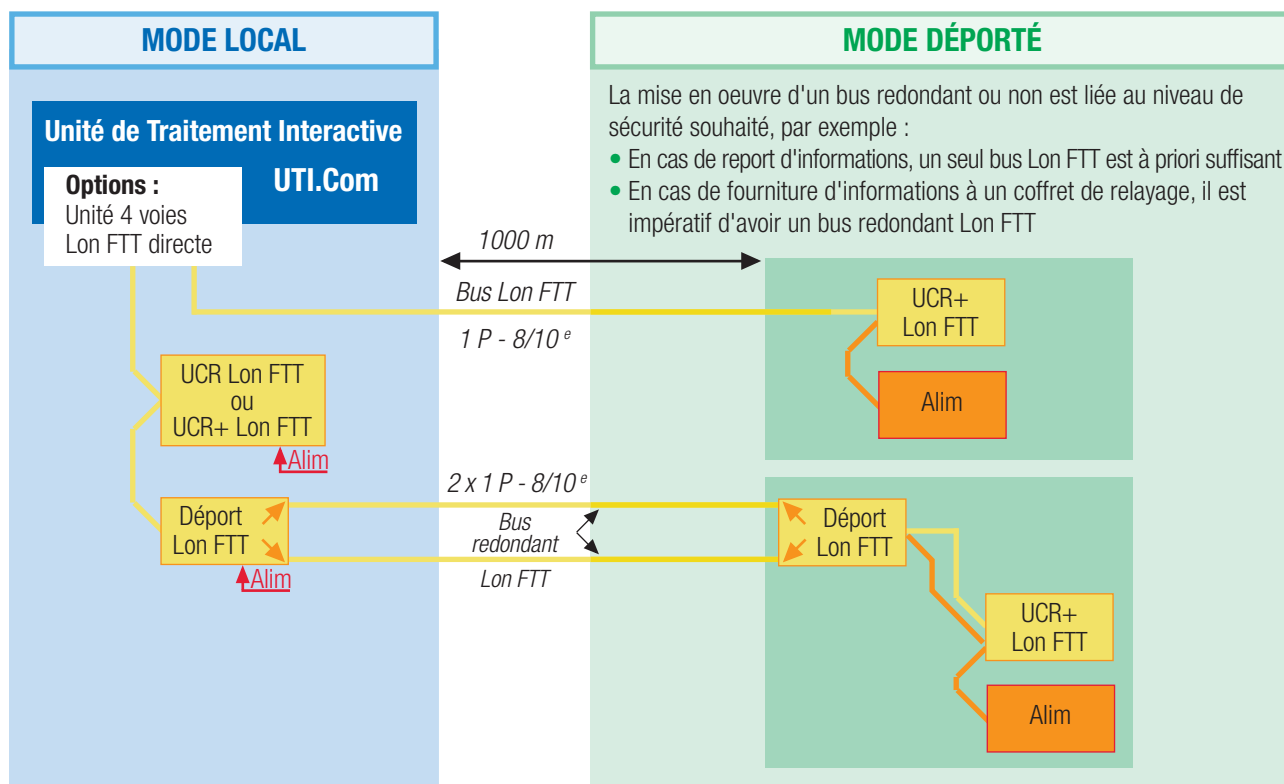 MODE LOCAL
MODE DÉPORTÉ
Unité de Traitement Interactive
UTI.Com
Options :
Unité 4 voies
Lon FTT directe
La mise en oeuvre d'un bus redondant ou non est liée au niveau de
sécurité souhaité, par exemple :
• En cas de report d'informations, un seul bus Lon FTT est à priori suffisant
• En cas de fourniture d'informations à un coffret de relayage, il est
impératif d'avoir un bus redondant Lon FTT
1000 m
Bus Lon FTT
1 P - 8/10 e
UCR+
Lon FTT
Alim
UCR Lon FTT
ou
UCR+ Lon FTT
Alim
2 x 1 P - 8/10 e
Bus
redondant
Lon FTT
Déport
Lon FTT
Alim
Déport
Lon FTT
UCR+
Lon FTT
Alim